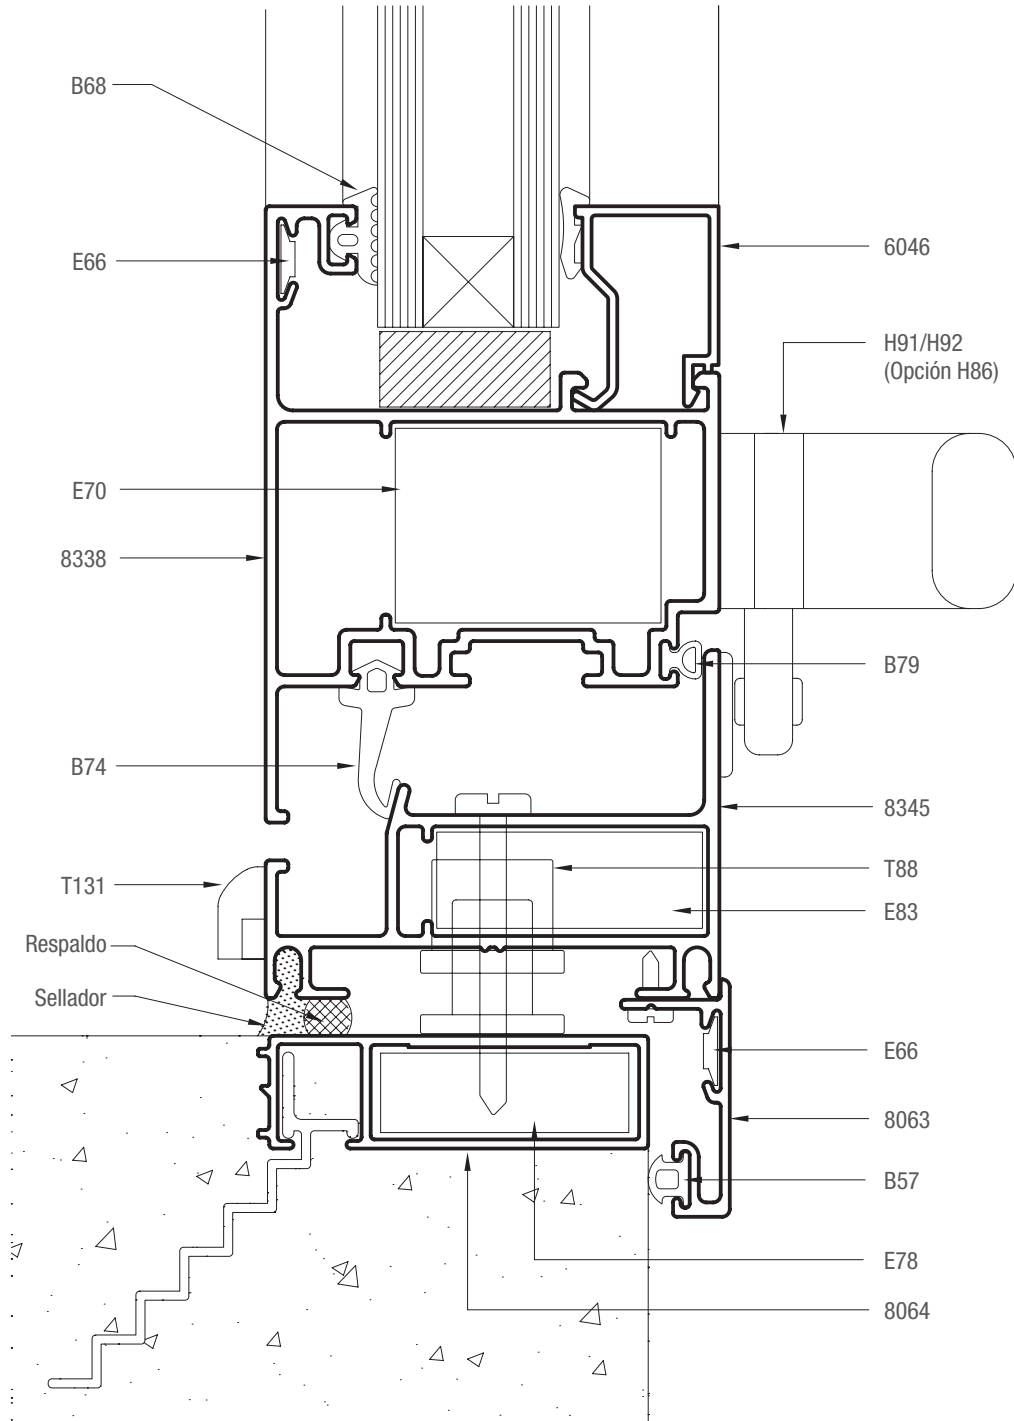 B68
E66
E70
8338
B74
T131
Respaldo
Sellador
6046
H91/H92
(Opción H86)
B79
8345
T88
E83
E66
8063
B57
E78
8064